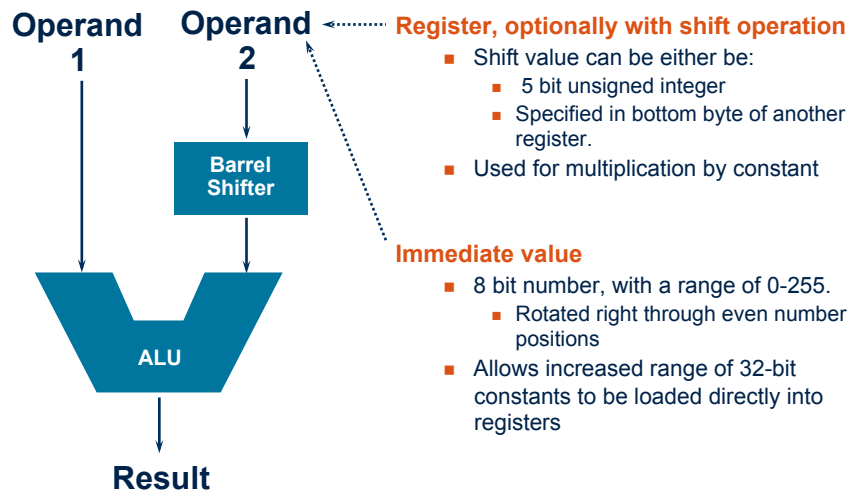 Operand
1
Operand
2
Barrel
Shifter
ALU
Result
Register, optionally with shift operation
Shift value can be either be:
5 bit unsigned integer
Specified in bottom byte of another
register.
Used for multiplication by constant
Immediate value
8 bit number, with a range of 0-255.
Rotated right through even number
positions
Allows increased range of 32-bit
constants to be loaded directly into
registers